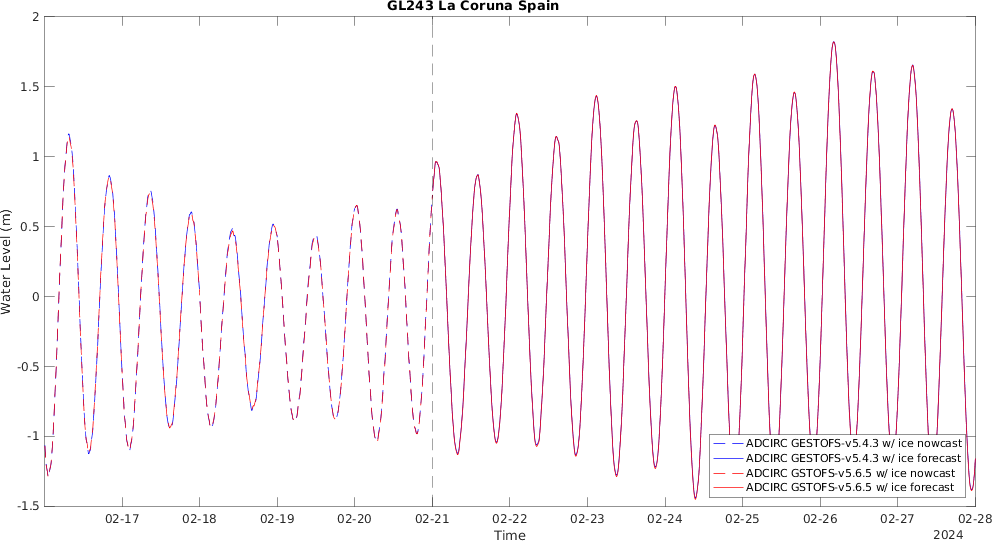 GL243 La Coruna Spain
2
1.5
1
0.5
0
-0.5
-1
-1.5
Water Level (m)
ADCIRC GESTOFS-v5.4.3 w/ ice nowcast
ADCIRC GESTOFS-v5.4.3 w/ ice forecast
ADCIRC GSTOFS-v5.6.5 w/ ice nowcast
ADCIRC GSTOFS-v5.6.5 w/ ice forecast
02-17 02-18 02-19 02-20 02-21 02-22 02-23 02-24 02-25 02-26 02-27 02-28
Time
2024